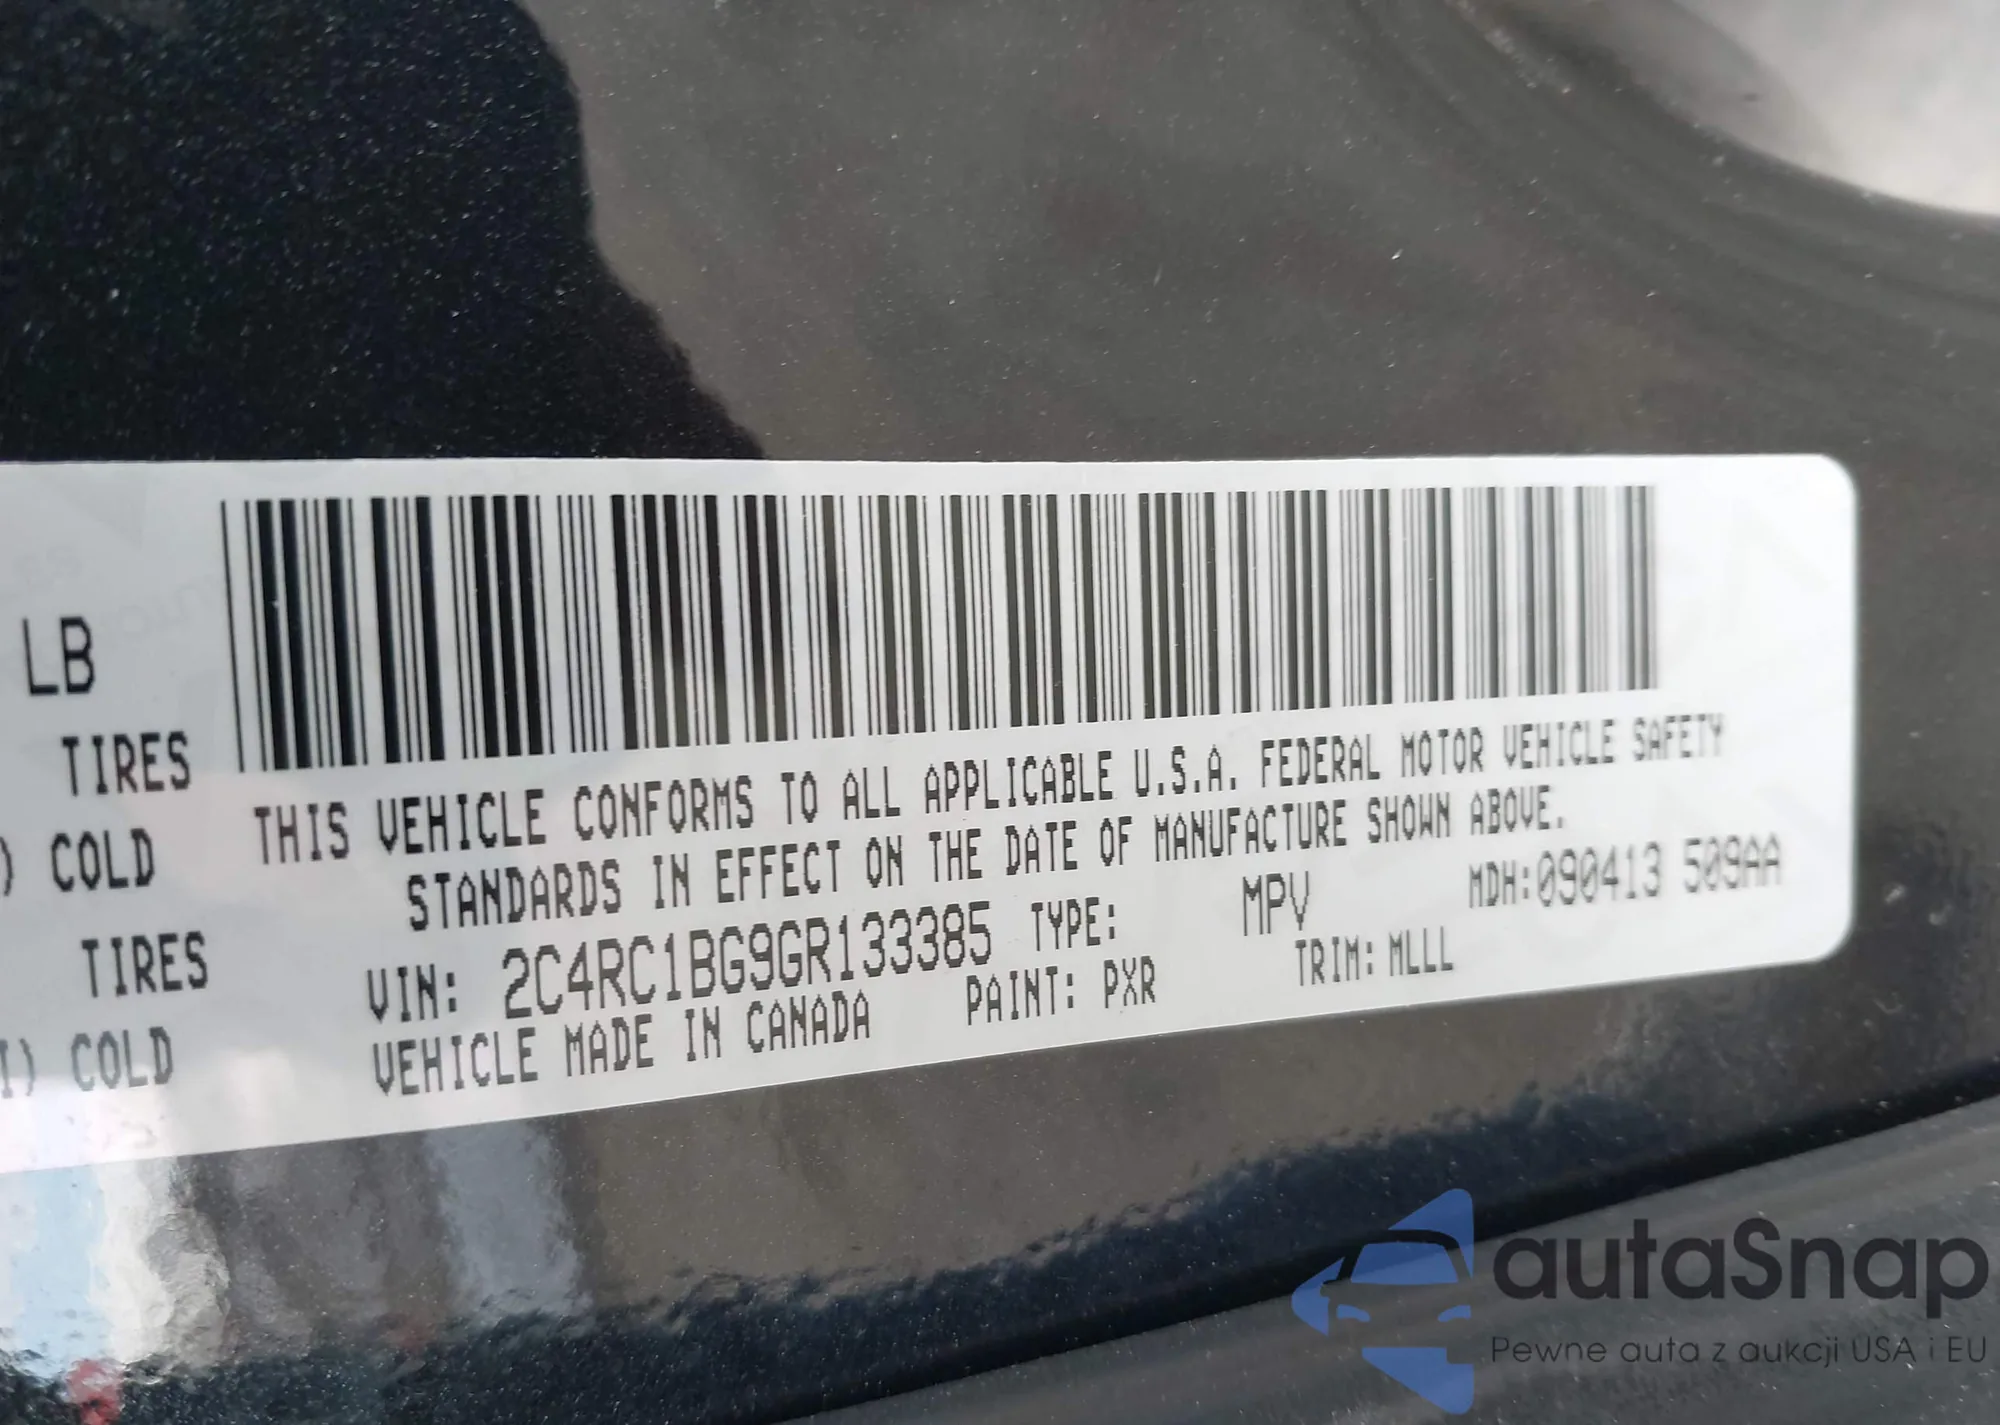 LB
TIRES
) COLD
TIRES
I) COLD
THIS VEHICLE CONFORMS TO ALL APPLICABLE U.S.A. FEDERAL MOTOR VEHICLE SAFETY
STANDARDS IN EFFECT ON THE DATE OF MANUFACTURE SHOWN ABOVE.
MDH:090413 509AA
VIN: 2C4RC1BG9GR133385 TYPE: MPV
VEHICLE MADE IN CANADA PAINT: PXR TRIM: MLLL
autaSnap
Pewne auta z aukcji USA i EU